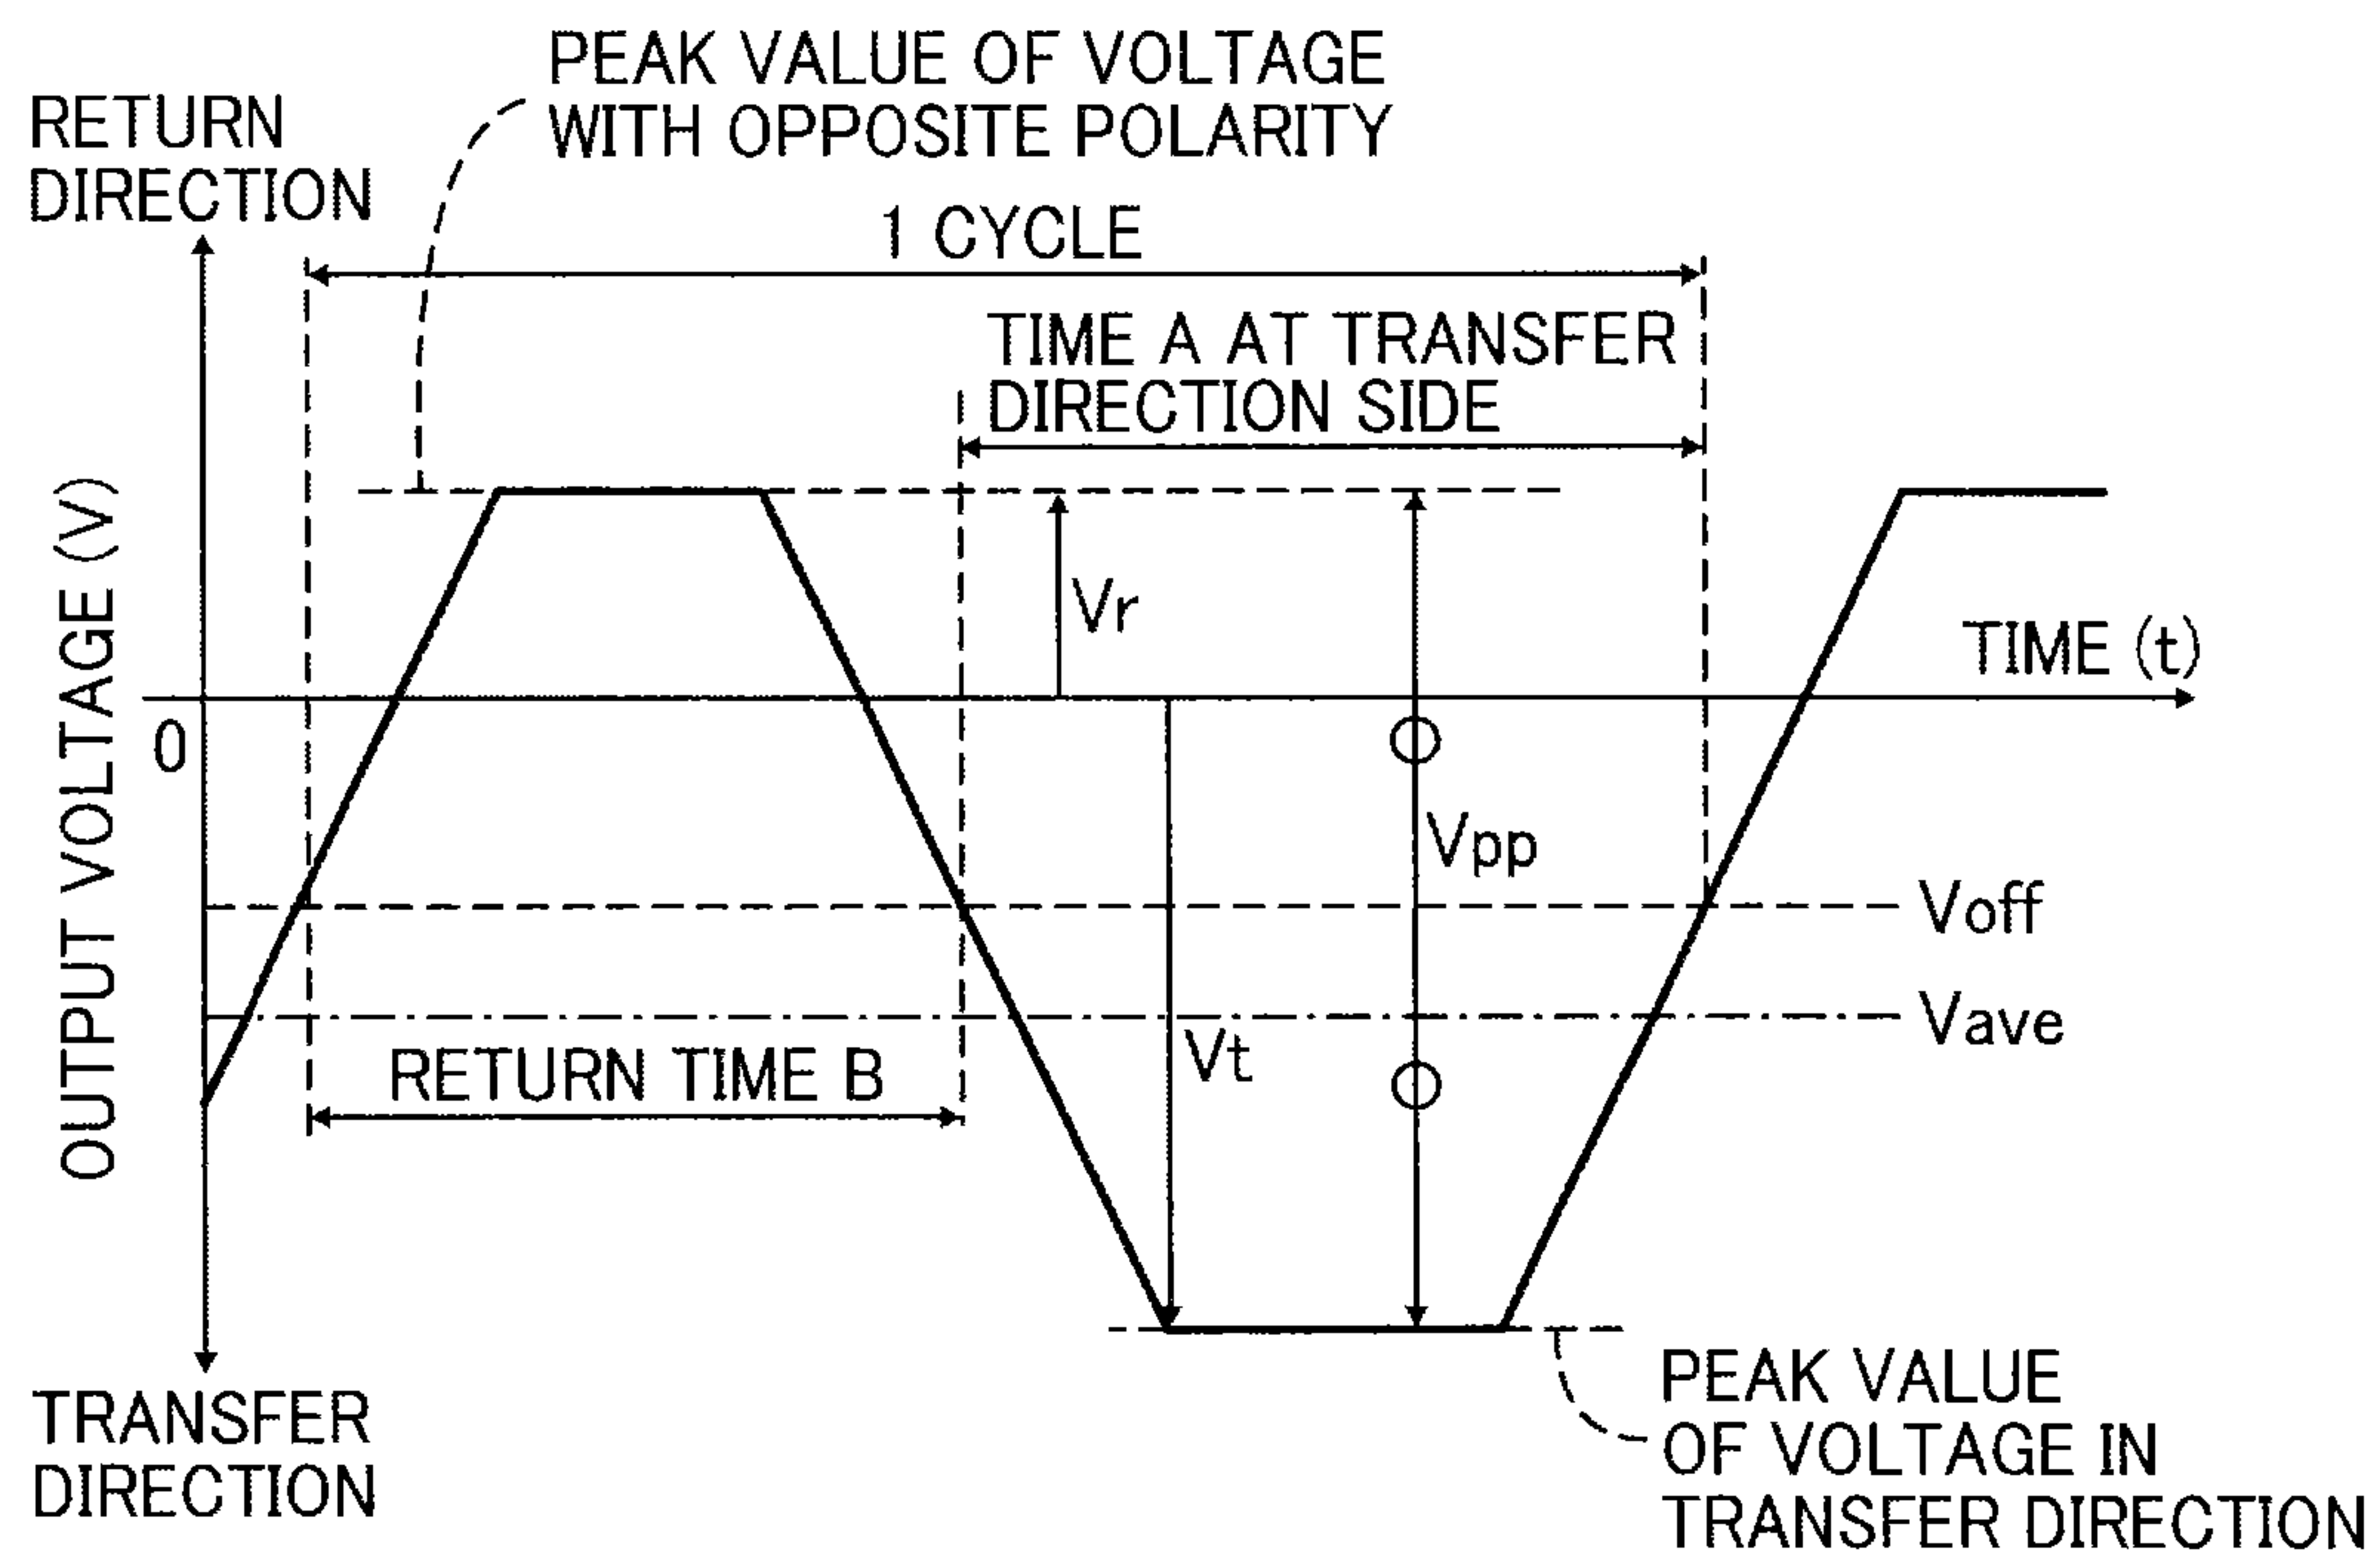 PEAK VALUE OF VOLTAGE
WITH OPPOSITE POLARITY
RETURN
DIRECTION
1 CYCLE
TIME A AT TRANSFER
DIRECTION SIDE
OUTPUT VOLTAGE (V)
Vr
TIME (t)
0
Vpp
Voff
Vave
Vt
RETURN TIME B
TRANSFER
DIRECTION
PEAK VALUE
OF VOLTAGE IN
TRANSFER DIRECTION